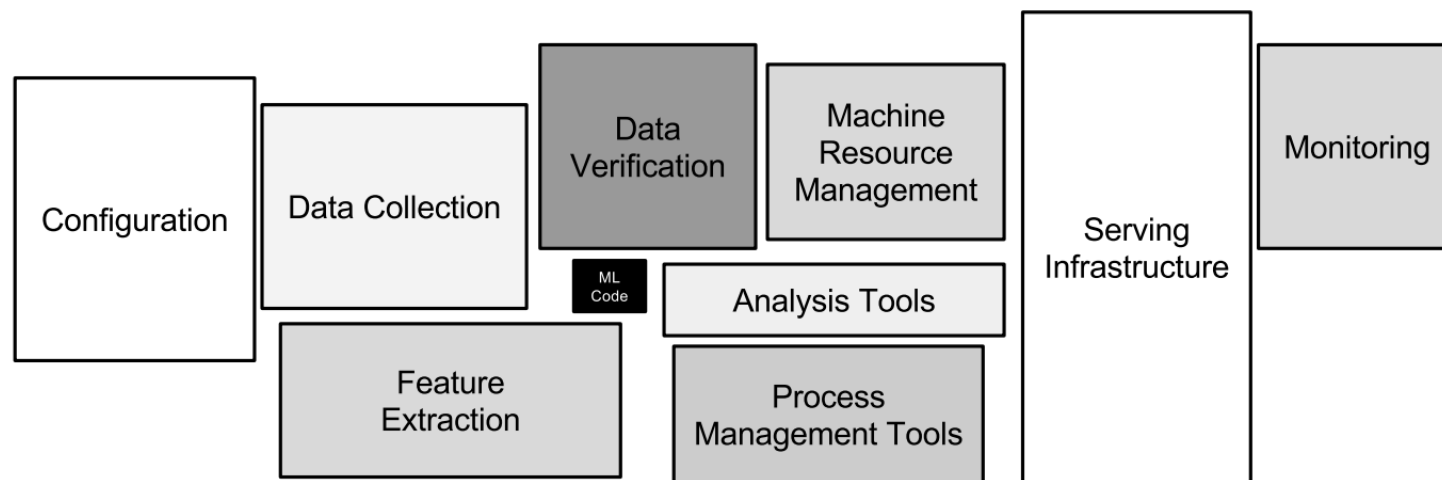 Configuration
Data Collection
Data
Verification
Machine
Resource
Management
Monitoring
Serving
Infrastructure
ML
Code
Analysis Tools
Feature
Extraction
Process
Management Tools